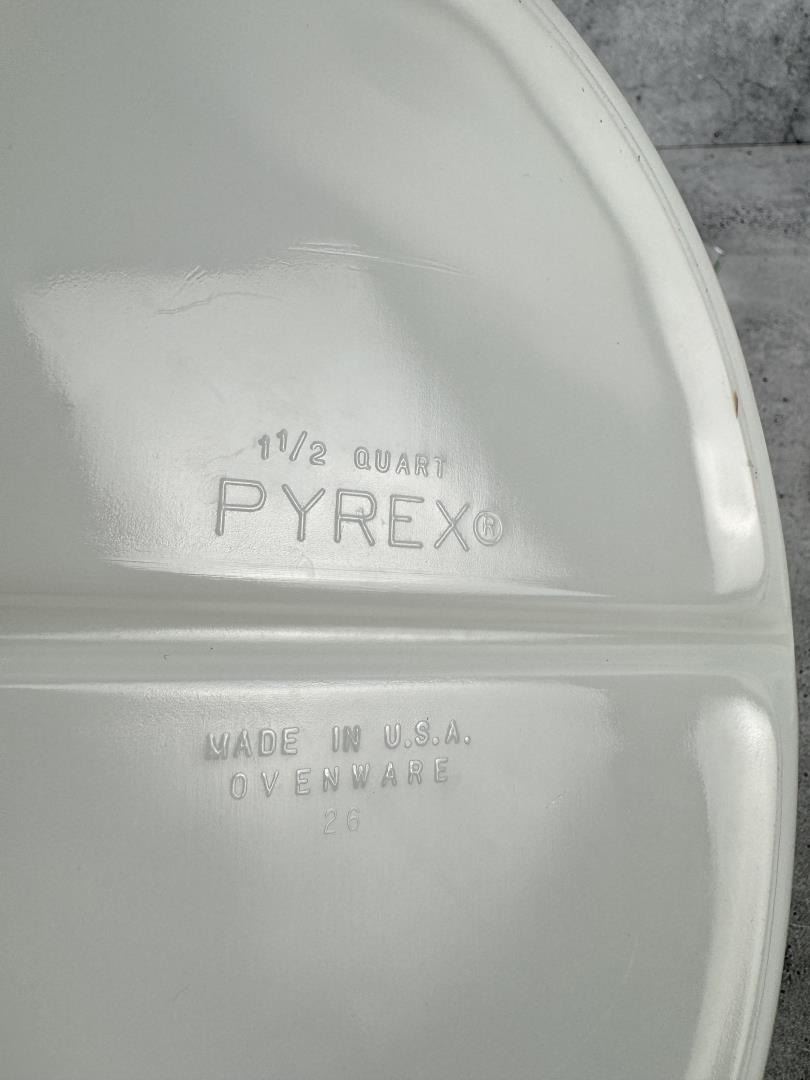 1 1/2 QUART
PYREX®
MADE IN U.S.A.
OVENWARE
26